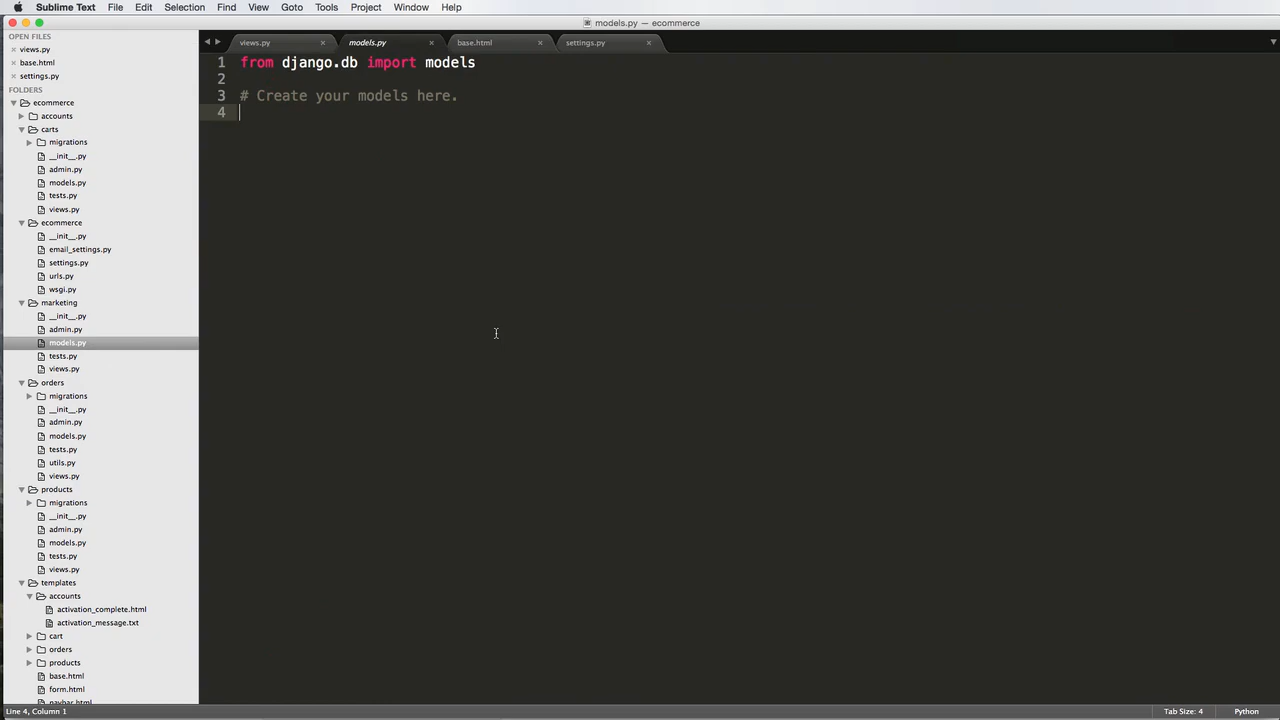 Sublime Text File Edit Selection Find View Goto Tools Project Window Help
models.py — ecommerce
OPEN FILES
views.py
base.html
settings.py
FOLDERS
ecommerce
accounts
carts
migrations
__init__.py
admin.py
models.py
tests.py
views.py
ecommerce
__init__.py
email_settings.py
settings.py
urls.py
wsgi.py
marketing
__init__.py
admin.py
models.py
tests.py
views.py
orders
migrations
__init__.py
admin.py
models.py
tests.py
utils.py
views.py
products
migrations
__init__.py
admin.py
models.py
tests.py
views.py
templates
accounts
activation_complete.html
activation_message.txt
cart
orders
products
base.html
form.html
navbar.html
views.py models.py base.html settings.py
1 from django.db import models
2
3 # Create your models here.
4
Line 4, Column 1 Tab Size: 4 Python